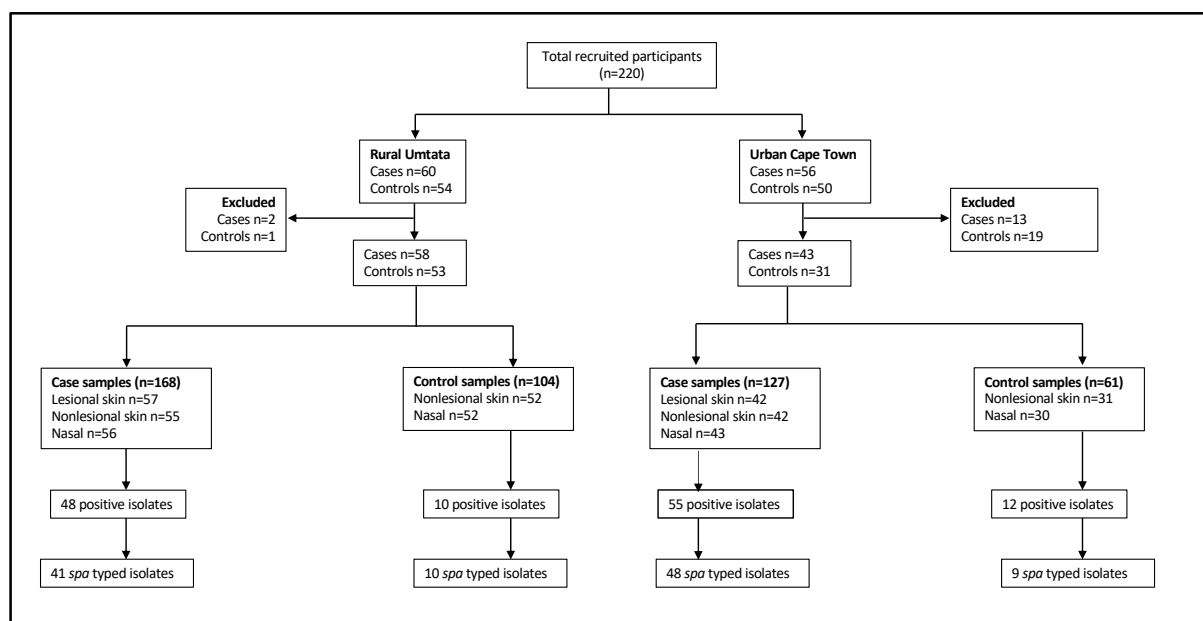 Total recruited participants
(n=220)
Rural Umtata
Cases n=60
Controls n=54
Urban Cape Town
Cases n=56
Controls n=50
Excluded
Cases n=2
Controls n=1
Excluded
Cases n=13
Controls n=19
Cases n=58
Controls n=53
Cases n=43
Controls n=31
Case samples (n=168)
Lesional skin n=57
Nonlesional skin n=55
Nasal n=56
Control samples (n=104)
Nonlesional skin n=52
Nasal n=52
Case samples (n=127)
Lesional skin n=42
Nonlesional skin n=42
Nasal n=43
Control samples (n=61)
Nonlesional skin n=31
Nasal n=30
48 positive isolates
10 positive isolates
55 positive isolates
12 positive isolates
41 spa typed isolates
10 spa typed isolates
48 spa typed isolates
9 spa typed isolates